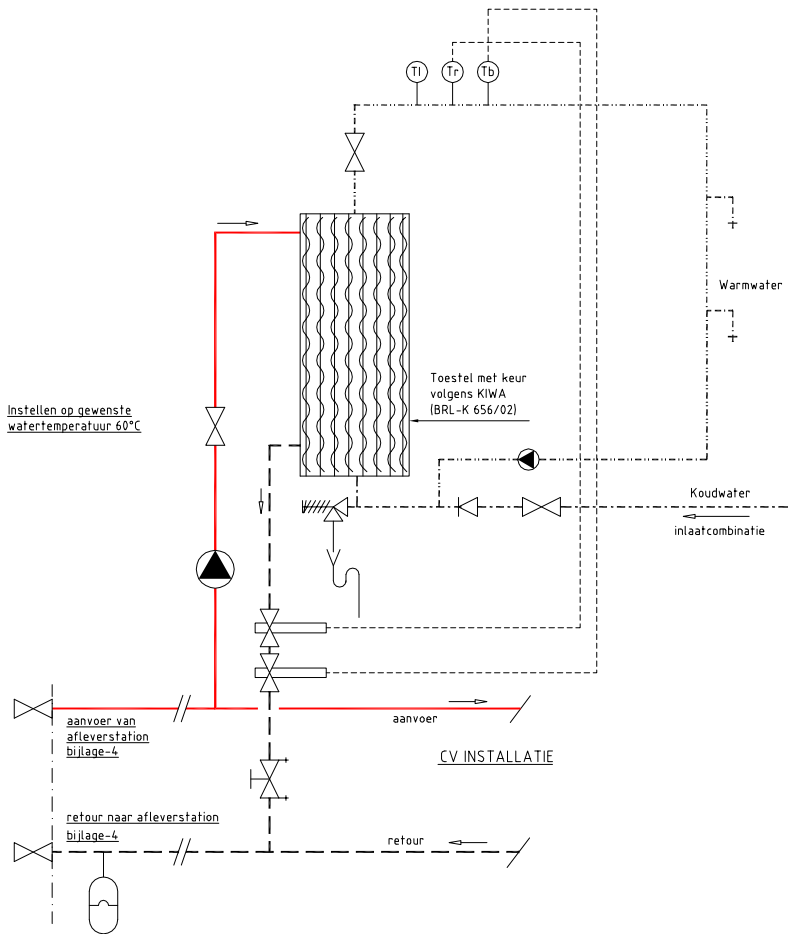 Tl
Tr
Tb
Warmwater
Toestel met keur
volgens KIWA
(BRL-K 656/02)
Instellen op gewenste
watertemperatuur 60°C
Koudwater
inlaatcombinatie
aanvoer van
afleverstation
bijlage-4
aanvoer
CV INSTALLATIE
retour naar afleverstation
bijlage-4
retour